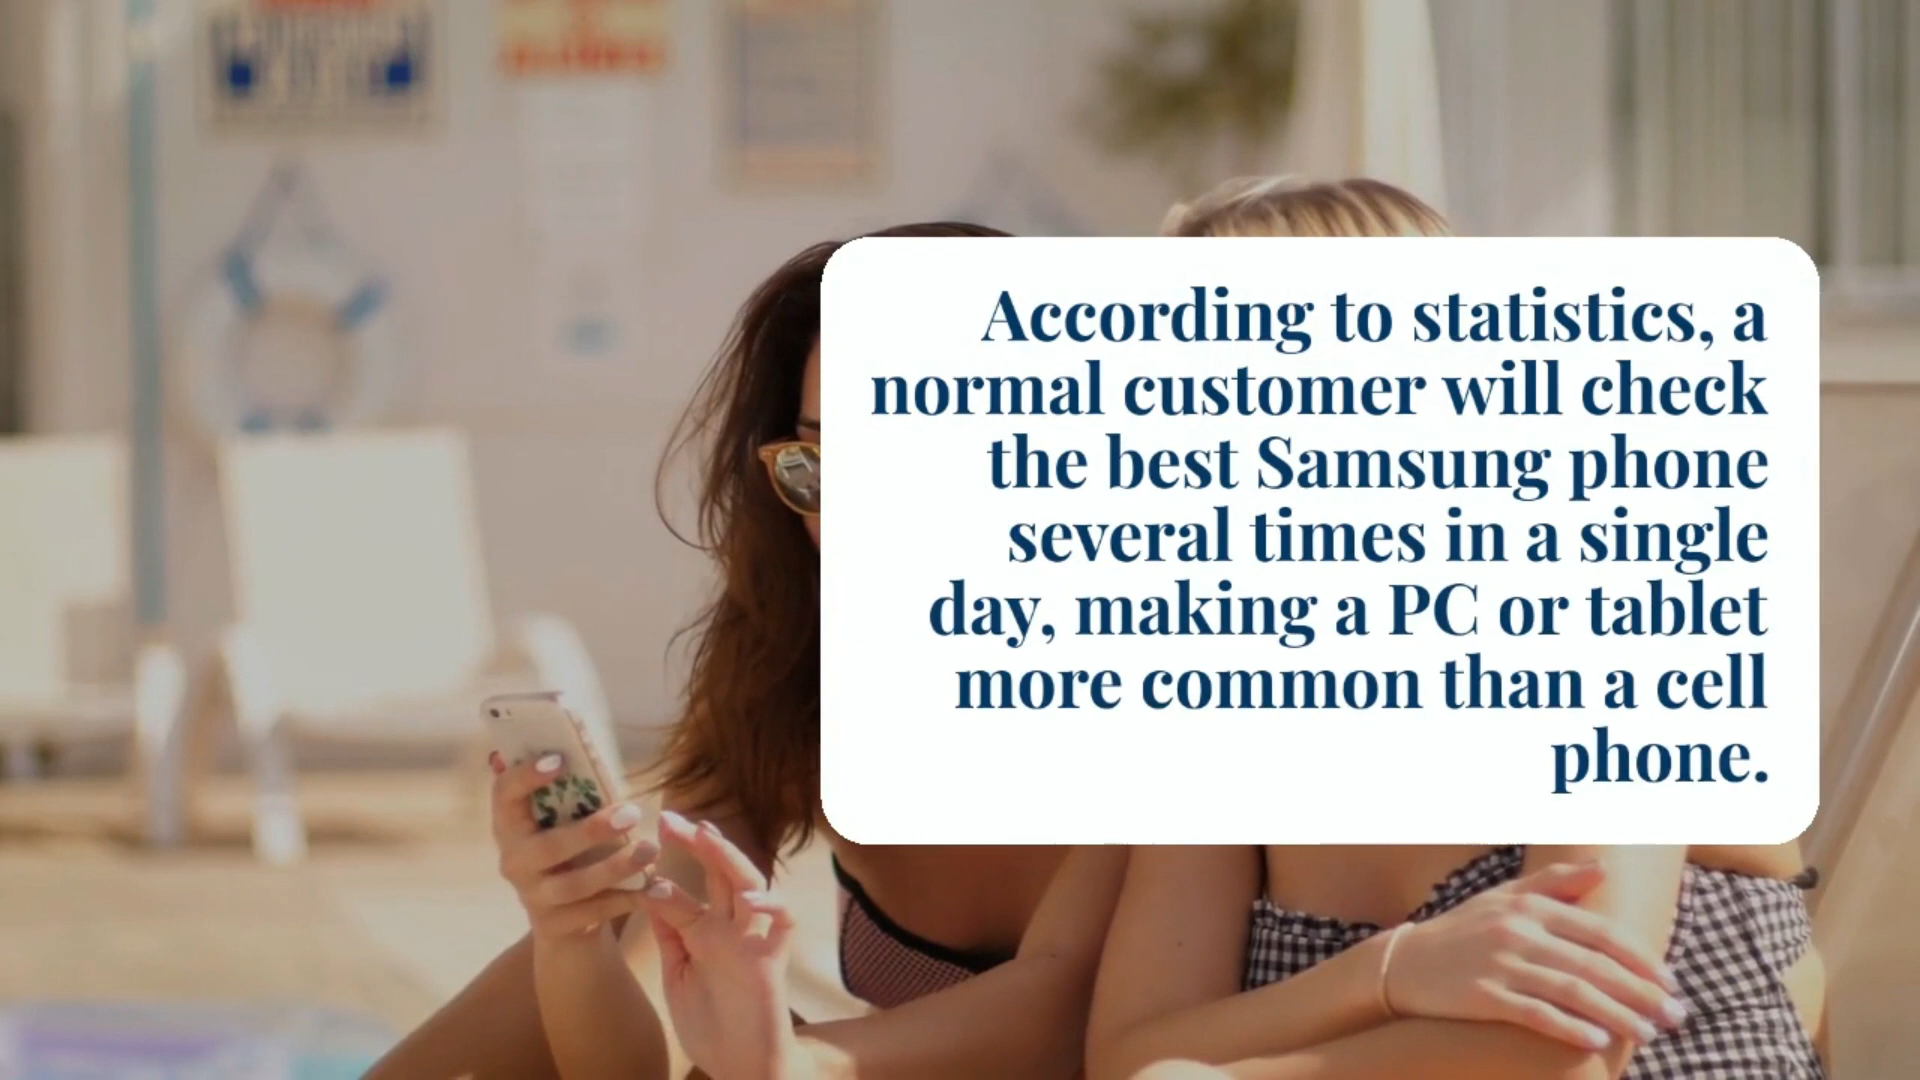 According to statistics, a
normal customer will check
the best Samsung phone
several times in a single
day, making a PC or tablet
more common than a cell
phone.